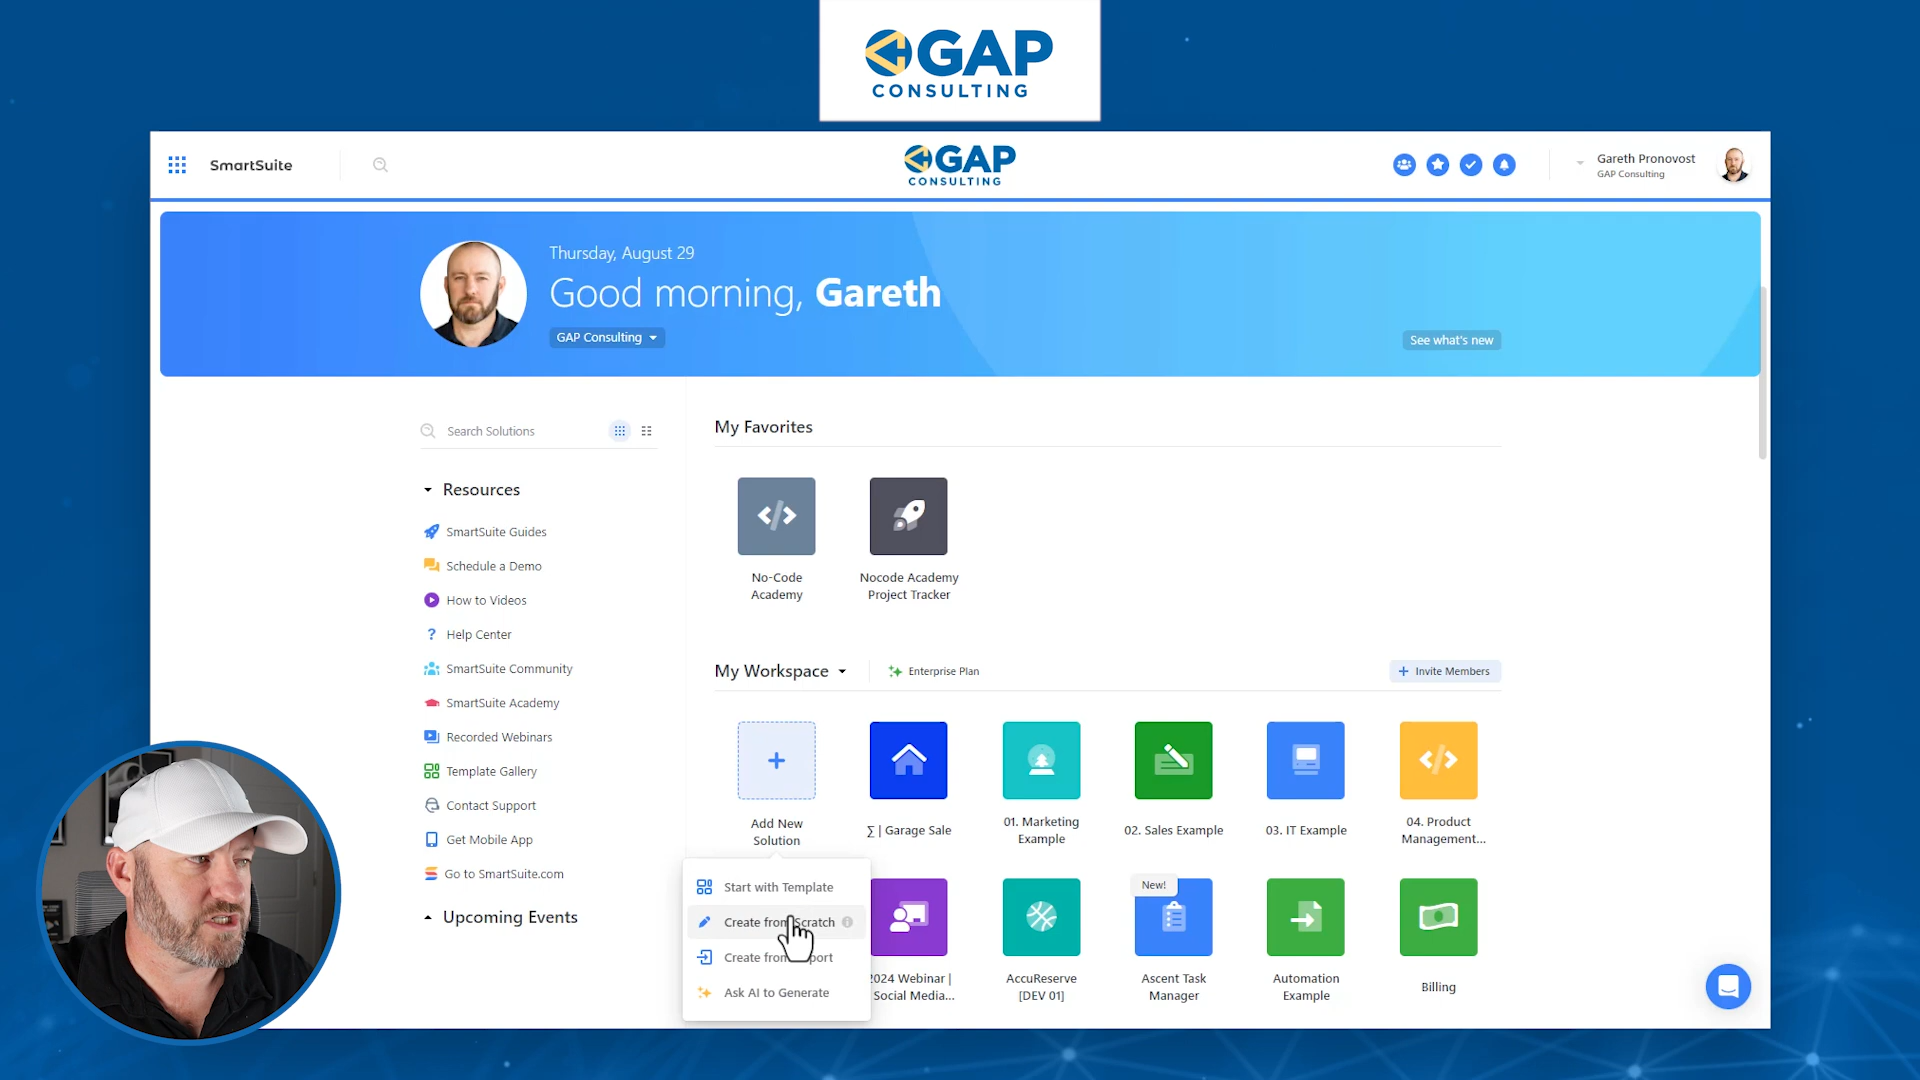 GAP
CONSULTING
SmartSuite
GAP
CONSULTING
Gareth Pronovost
GAP Consulting
Thursday, August 29
Good morning, Gareth
GAP Consulting
See what's new
Search Solutions
Resources
SmartSuite Guides
Schedule a Demo
How to Videos
? Help Center
SmartSuite Community
SmartSuite Academy
Recorded Webinars
Template Gallery
Contact Support
Get Mobile App
Go to SmartSuite.com
Upcoming Events
My Favorites
No-Code
Academy
Nocode Academy
Project Tracker
My Workspace
Enterprise Plan
+ Invite Members
+
Add New
Solution
∑ | Garage Sale
01. Marketing
Example
02. Sales Example
03. IT Example
04. Product
Management...
Start with Template
Create from Scratch
Create from
Ask AI to Generate
2024 Webinar |
Social Media...
AccuReserve
[DEV 01]
New!
Ascent Task
Manager
Automation
Example
Billing